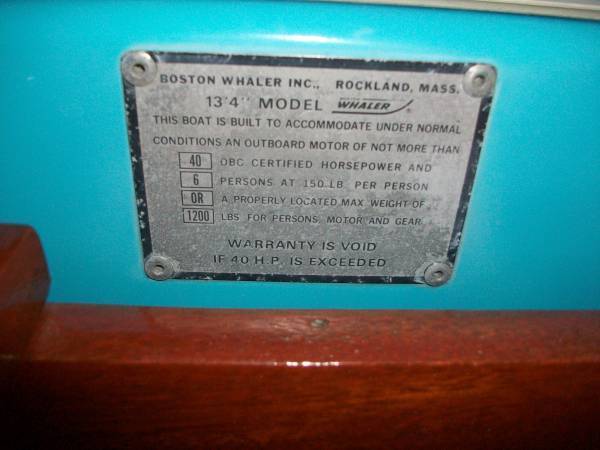 BOSTON WHALER INC., ROCKLAND, MASS.
13'4" MODEL WHALER ®
THIS BOAT IS BUILT TO ACCOMMODATE UNDER NORMAL
CONDITIONS AN OUTBOARD MOTOR OF NOT MORE THAN
40 OBC CERTIFIED HORSEPOWER AND
6 PERSONS AT 150 LB. PER PERSON
OR A PROPERLY LOCATED MAX. WEIGHT OF
1200 LBS FOR PERSONS, MOTOR AND GEAR
WARRANTY IS VOID
IF 40 H.P. IS EXCEEDED